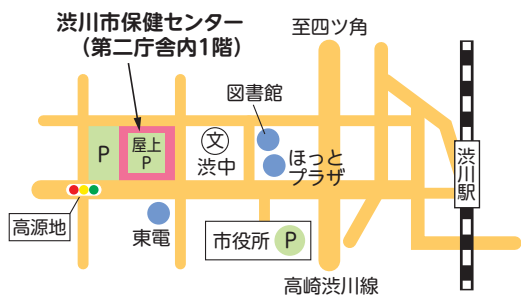 渋川市保健センター
（第二庁舎内1階）
至四ツ角
図書館
P
屋上
P
文
渋中
ほっと
プラザ
渋川駅
高源地
東電
市役所 P
高崎渋川線